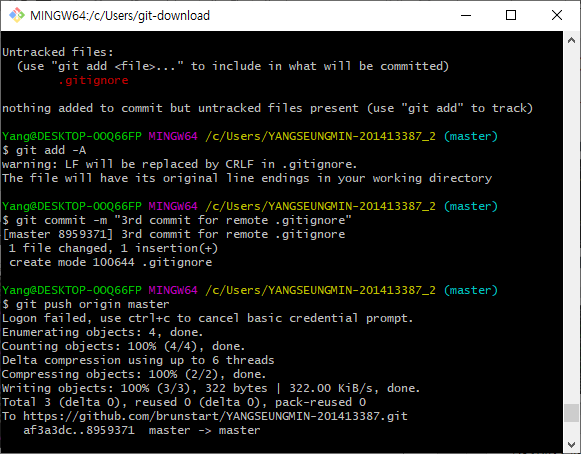 MINGW64:/c/Users/git-download
Untracked files:
  (use "git add <file>..." to include in what will be committed)
        .gitignore
nothing added to commit but untracked files present (use "git add" to track)
Yang@DESKTOP-OOQ66FP MINGW64 /c/Users/YANGSEUNGMIN-201413387_2 (master)
$ git add -A
warning: LF will be replaced by CRLF in .gitignore.
The file will have its original line endings in your working directory
Yang@DESKTOP-OOQ66FP MINGW64 /c/Users/YANGSEUNGMIN-201413387_2 (master)
$ git commit -m "3rd commit for remote .gitignore"
[master 8959371] 3rd commit for remote .gitignore
 1 file changed, 1 insertion(+)
 create mode 100644 .gitignore
Yang@DESKTOP-OOQ66FP MINGW64 /c/Users/YANGSEUNGMIN-201413387_2 (master)
$ git push origin master
Logon failed, use ctrl+c to cancel basic credential prompt.
Enumerating objects: 4, done.
Counting objects: 100% (4/4), done.
Delta compression using up to 6 threads
Compressing objects: 100% (2/2), done.
Writing objects: 100% (3/3), 322 bytes | 322.00 KiB/s, done.
Total 3 (delta 0), reused 0 (delta 0), pack-reused 0
To https://github.com/brunstart/YANGSEUNGMIN-201413387.git
   af3a3dc..8959371  master -> master